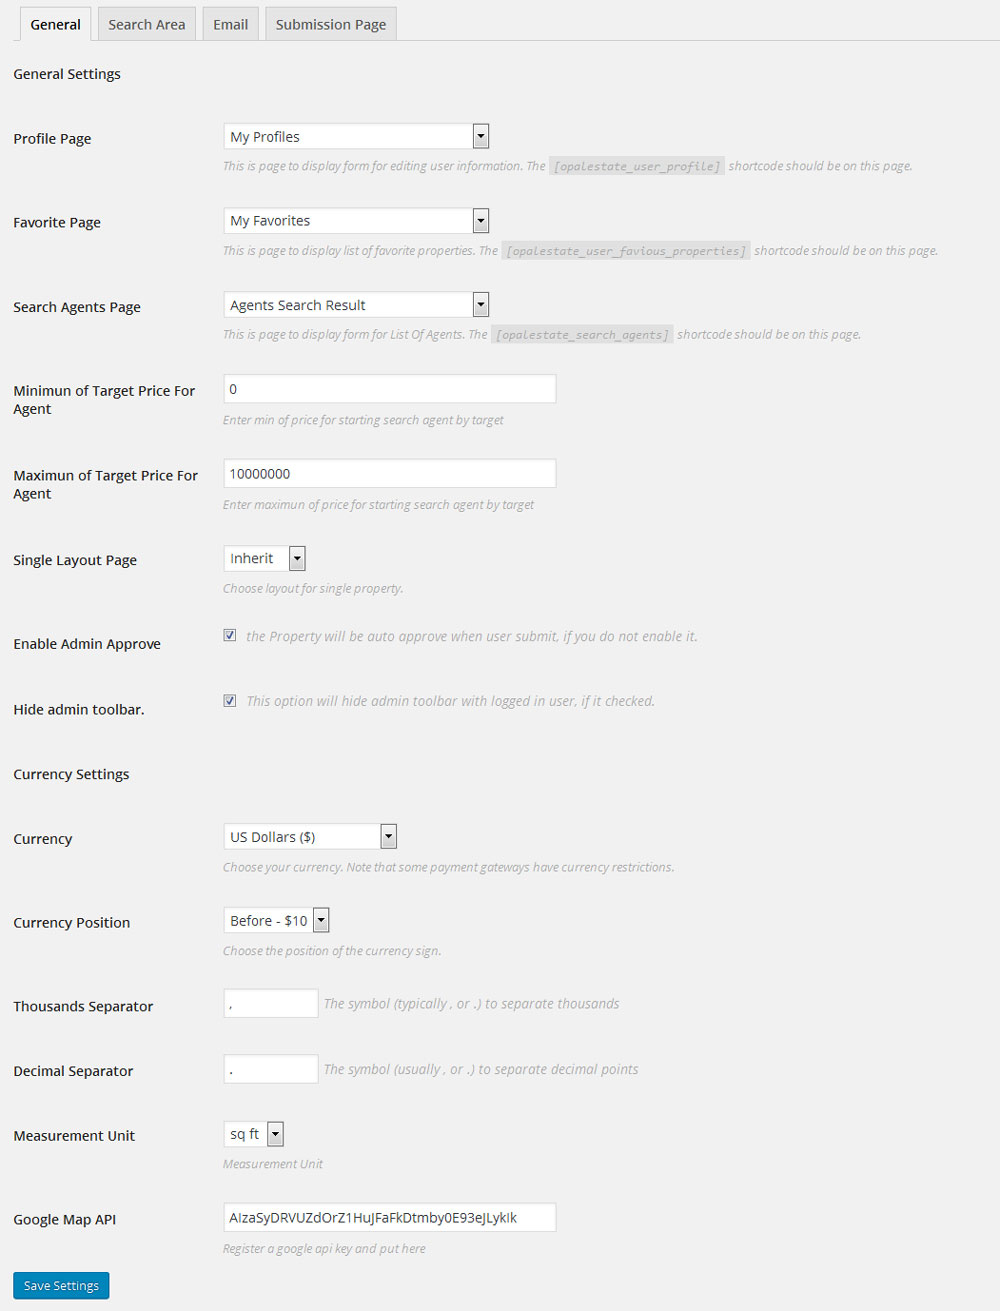 General Search Area Email Submission Page
General Settings
Profile Page
My Profiles
This is page to display form for editing user information. The [opalestate_user_profile] shortcode should be on this page.
Favorite Page
My Favorites
This is page to display list of favorite properties. The [opalestate_user_favious_properties] shortcode should be on this page.
Search Agents Page
Agents Search Result
This is page to display form for List Of Agents. The [opalestate_search_agents] shortcode should be on this page.
Minimun of Target Price For
Agent
0
Enter min of price for starting search agent by target
Maximun of Target Price For
Agent
10000000
Enter maximun of price for starting search agent by target
Single Layout Page
Inherit
Choose layout for single property.
Enable Admin Approve
the Property will be auto approve when user submit, if you do not enable it.
Hide admin toolbar.
This option will hide admin toolbar with logged in user, if it checked.
Currency Settings
Currency
US Dollars ($)
Choose your currency. Note that some payment gateways have currency restrictions.
Currency Position
Before - $10
Choose the position of the currency sign.
Thousands Separator
,
The symbol (typically , or .) to separate thousands
Decimal Separator
.
The symbol (usually , or .) to separate decimal points
Measurement Unit
sq ft
Measurement Unit
Google Map API
AIzaSyDRVUZdOrZ1HuJFaFkDtmby0E93eJLykIk
Register a google api key and put here
Save Settings